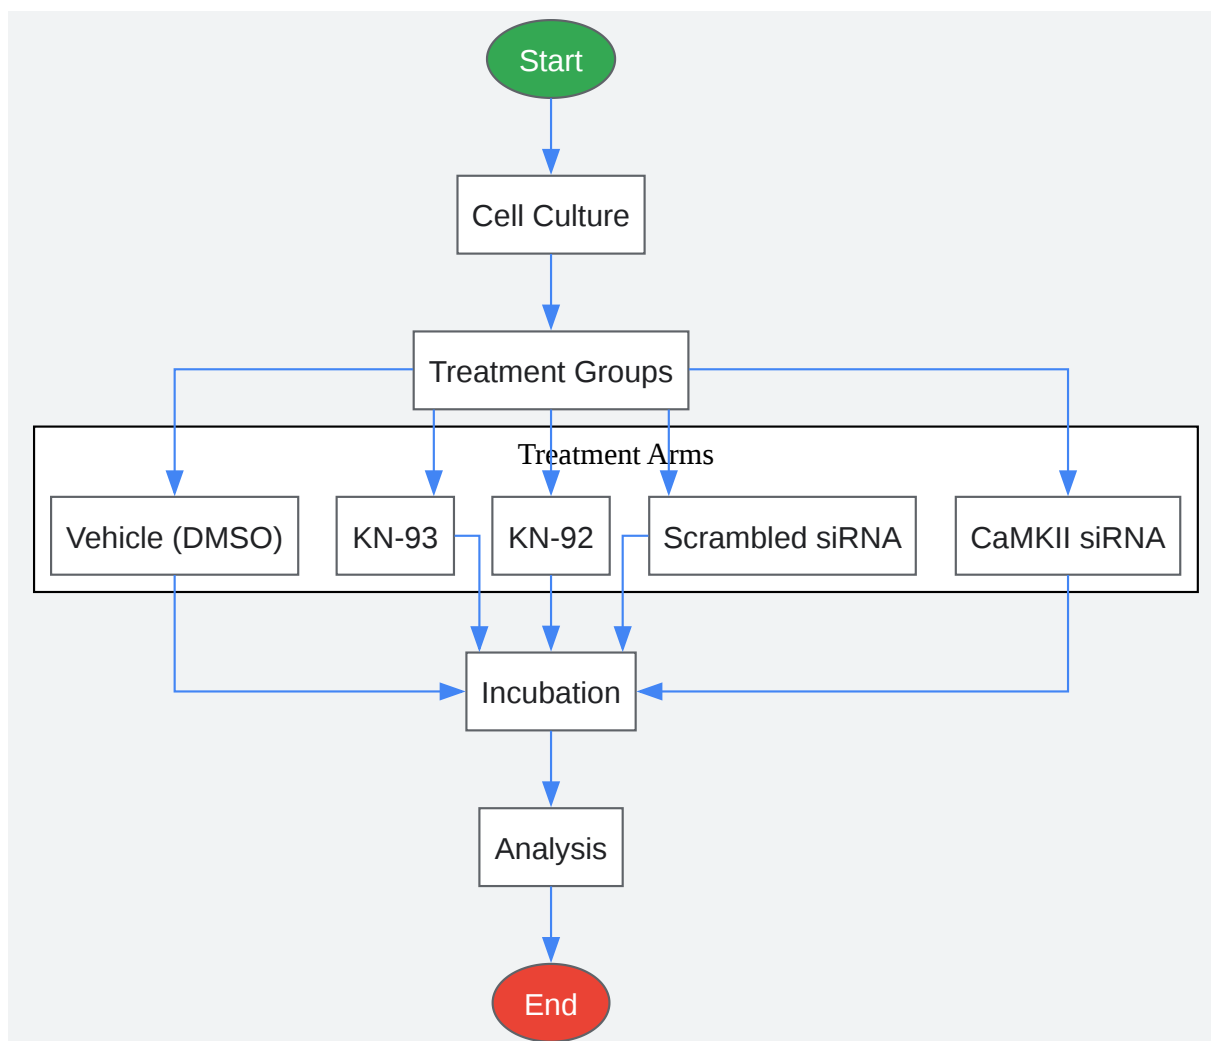 Start
Cell Culture
Treatment Groups
Treatment Arms
Vehicle (DMSO)
KN-93
KN-92
Scrambled siRNA
CaMKII siRNA
Incubation
Analysis
End